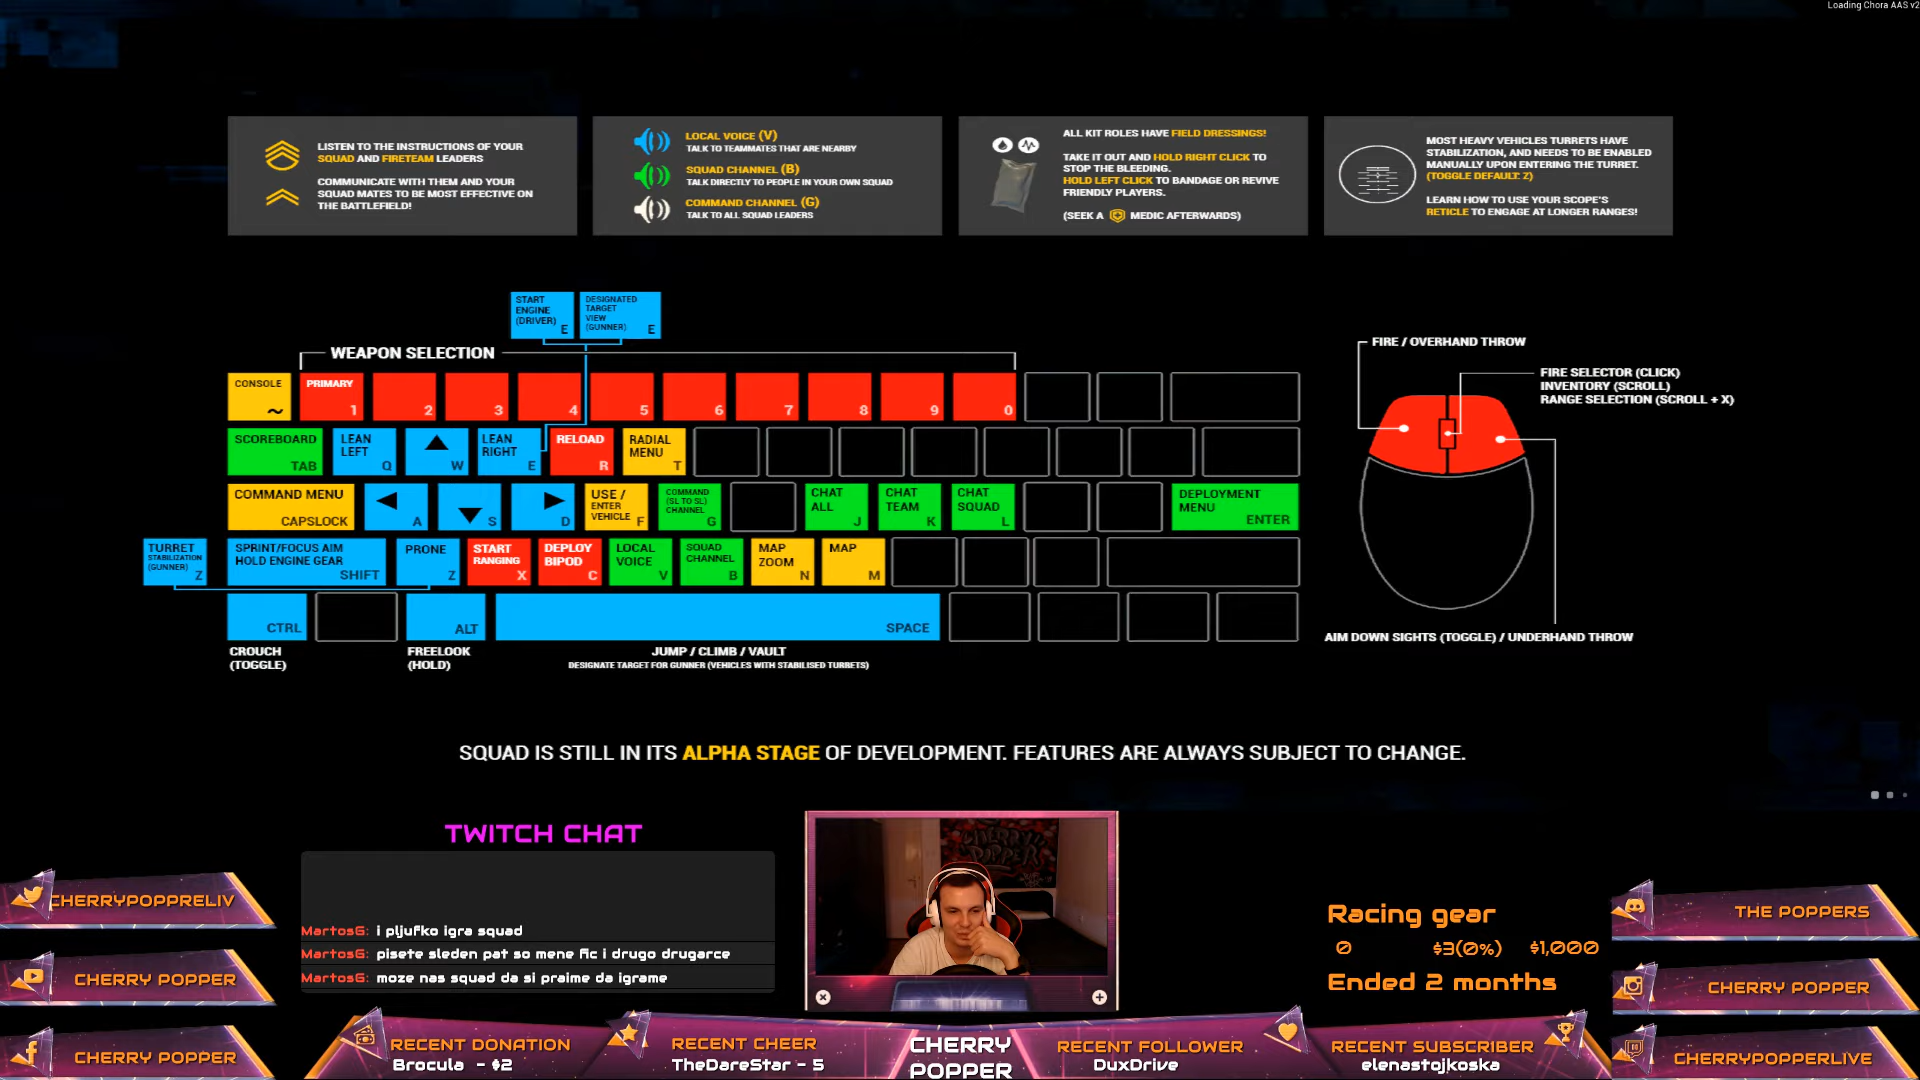 Loading Chora AAS v2
LISTEN TO THE INSTRUCTIONS OF YOUR
SQUAD AND FIRETEAM LEADERS
COMMUNICATE WITH THEM AND YOUR
SQUAD MATES TO BE MOST EFFECTIVE ON
THE BATTLEFIELD!
LOCAL VOICE (V)
TALK TO TEAMMATES THAT ARE NEARBY
SQUAD CHANNEL (B)
TALK DIRECTLY TO PEOPLE IN YOUR OWN SQUAD
COMMAND CHANNEL (G)
TALK TO ALL SQUAD LEADERS
ALL KIT ROLES HAVE FIELD DRESSINGS!
TAKE IT OUT AND HOLD RIGHT CLICK TO
STOP THE BLEEDING.
HOLD LEFT CLICK TO BANDAGE OR REVIVE
FRIENDLY PLAYERS.
(SEEK A MEDIC AFTERWARDS)
MOST HEAVY VEHICLES TURRETS HAVE
STABILIZATION, AND NEEDS TO BE ENABLED
MANUALLY UPON ENTERING THE TURRET.
(TOGGLE DEFAULT: Z)
LEARN HOW TO USE YOUR SCOPE'S
RETICLE TO ENGAGE AT LONGER RANGES!
START
ENGINE
(DRIVER) E
DESIGNATED
TARGET
VIEW
(GUNNER) E
WEAPON SELECTION
CONSOLE ~
PRIMARY 1
2
3
4
5
6
7
8
9
0
SCOREBOARD TAB
LEAN
LEFT Q
W
LEAN
RIGHT E
RELOAD R
RADIAL
MENU T
COMMAND MENU
CAPSLOCK
A
S
D
USE /
ENTER
VEHICLE F
COMMAND
(SL TO SL)
CHANNEL G
CHAT
ALL J
CHAT
TEAM K
CHAT
SQUAD L
DEPLOYMENT
MENU
ENTER
TURRET
STABILIZATION
(GUNNER) Z
SPRINT/FOCUS AIM
HOLD ENGINE GEAR
SHIFT
PRONE Z
START
RANGING X
DEPLOY
BIPOD C
LOCAL
VOICE V
SQUAD
CHANNEL B
MAP
ZOOM N
MAP M
CTRL
ALT
SPACE
CROUCH
(TOGGLE)
FREELOOK
(HOLD)
JUMP / CLIMB / VAULT
DESIGNATE TARGET FOR GUNNER (VEHICLES WITH STABILISED TURRETS)
FIRE / OVERHAND THROW
FIRE SELECTOR (CLICK)
INVENTORY (SCROLL)
RANGE SELECTION (SCROLL + X)
AIM DOWN SIGHTS (TOGGLE) / UNDERHAND THROW
SQUAD IS STILL IN ITS ALPHA STAGE OF DEVELOPMENT. FEATURES ARE ALWAYS SUBJECT TO CHANGE.
TWITCH CHAT
MartosG: i pljufko igra squad
MartosG: pisete sleden pat so mene fic i drugo drugarce
MartosG: moze nas squad da si praime da igrame
CHERRYPOPPRELIV
CHERRY POPPER
CHERRY POPPER
CHERRY
POPPER
Racing gear
0 $3(0%) $1,000
Ended 2 months
THE POPPERS
CHERRY POPPER
CHERRYPOPPERLIVE
RECENT DONATION
Brocula - $2
RECENT CHEER
TheDareStar - 5
CHERRY
POPPER
RECENT FOLLOWER
DuxDrive
RECENT SUBSCRIBER
elenastojkoska